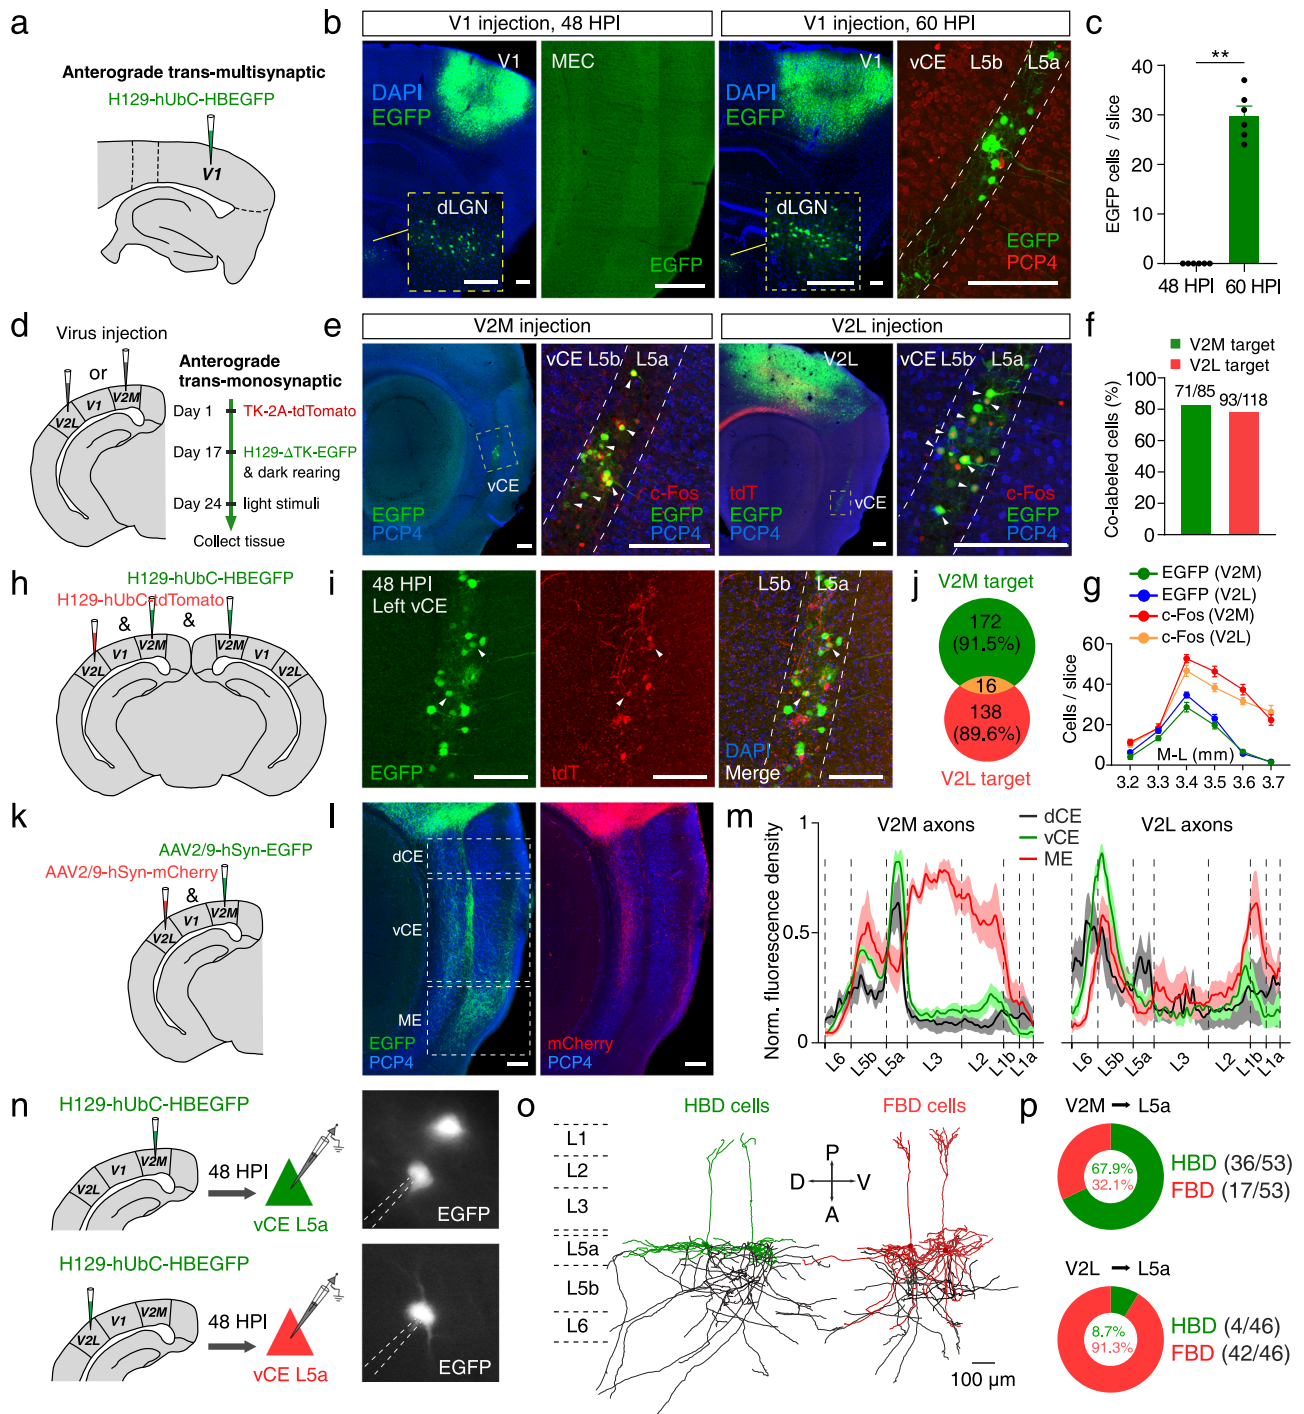 a
Anterograde trans-multisynaptic
H129-hUbC-HBEGFP
V1
b
V1 injection, 48 HPI
V1 injection, 60 HPI
V1
DAPI
EGFP
dLGN
MEC
EGFP
V1
DAPI
EGFP
dLGN
vCE
L5b
L5a
EGFP
PCP4
c
**
EGFP cells / slice
40
30
20
10
0
48 HPI
60 HPI
d
Virus injection
or
V2L
V1
V2M
Anterograde
trans-monosynaptic
Day 1
TK-2A-tdTomato
Day 17
H129-ΔTK-EGFP
& dark rearing
Day 24
light stimuli
Collect tissue
e
V2M injection
V2L injection
vCE
EGFP
PCP4
vCE L5b
L5a
c-Fos
EGFP
PCP4
V2L
tdT
EGFP
PCP4
vCE
vCE L5b
L5a
c-Fos
EGFP
PCP4
f
V2M target
V2L target
Co-labeled cells (%)
100
80
60
40
20
0
71/85
93/118
h
H129-hUbC-HBEGFP
H129-hUbC-tdTomato
&
&
V2L
V1
V2M
V2M
V1
V2L
i
48 HPI
Left vCE
EGFP
tdT
L5b
L5a
DAPI
Merge
j
V2M target
172
(91.5%)
16
138
(89.6%)
V2L target
g
EGFP (V2M)
EGFP (V2L)
c-Fos (V2M)
c-Fos (V2L)
Cells / slice
60
40
20
0
M-L (mm)
3.2
3.3
3.4
3.5
3.6
3.7
k
AAV2/9-hSyn-EGFP
AAV2/9-hSyn-mCherry
&
V2L
V1
V2M
l
dCE
vCE
ME
EGFP
PCP4
mCherry
PCP4
m
V2M axons
dCE
vCE
ME
V2L axons
Norm. fluorescence density
1
0.5
0
L6
L5b
L5a
L3
L2
L1b
L1a
L6
L5b
L5a
L3
L2
L1b
L1a
n
H129-hUbC-HBEGFP
V2L
V1
V2M
48 HPI
vCE L5a
EGFP
H129-hUbC-HBEGFP
V2L
V1
V2M
48 HPI
vCE L5a
EGFP
o
HBD cells
FBD cells
L1
L2
L3
L5a
L5b
L6
P
D
V
A
100 µm
p
V2M
L5a
67.9%
32.1%
HBD (36/53)
FBD (17/53)
V2L
L5a
8.7%
91.3%
HBD (4/46)
FBD (42/46)